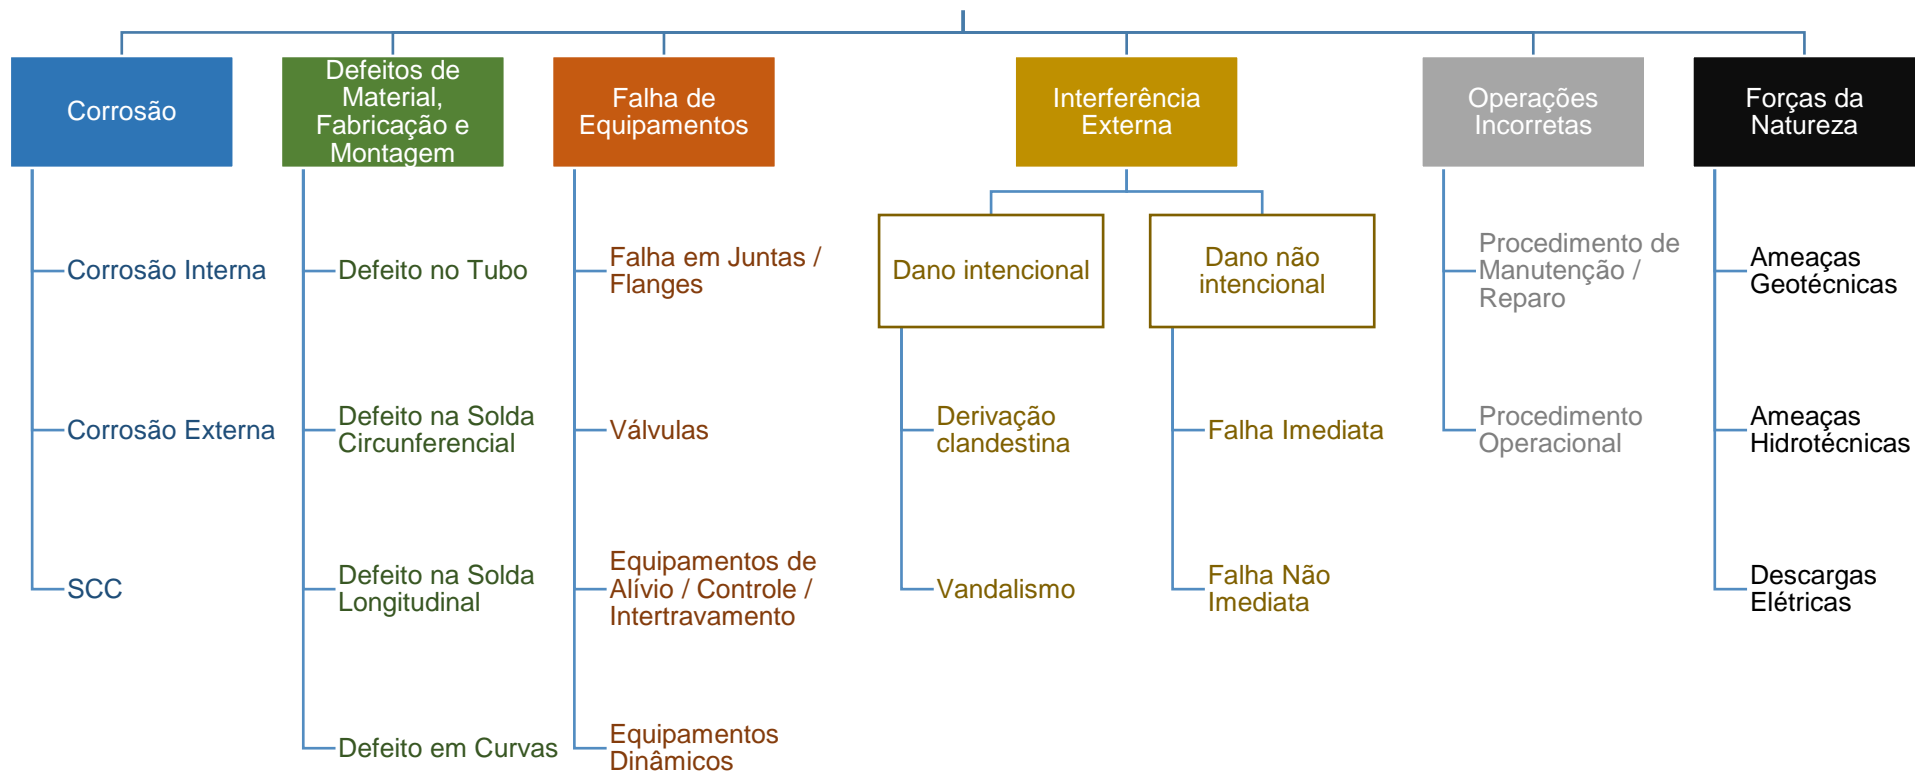 Corrosão
Defeitos de
Material,
Fabricação e
Montagem
Falha de
Equipamentos
Interferência
Externa
Operações
Incorretas
Forças da
Natureza
Corrosão Interna
Corrosão Externa
SCC
Defeito no Tubo
Defeito na Solda
Circunferencial
Defeito na Solda
Longitudinal
Defeito em Curvas
Falha em Juntas /
Flanges
Válvulas
Equipamentos de
Alívio / Controle /
Intertravamento
Equipamentos
Dinâmicos
Dano intencional
Derivação
clandestina
Vandalismo
Dano não
intencional
Falha Imediata
Falha Não
Imediata
Procedimento de
Manutenção /
Reparo
Procedimento
Operacional
Ameaças
Geotécnicas
Ameaças
Hidrotécnicas
Descargas
Elétricas